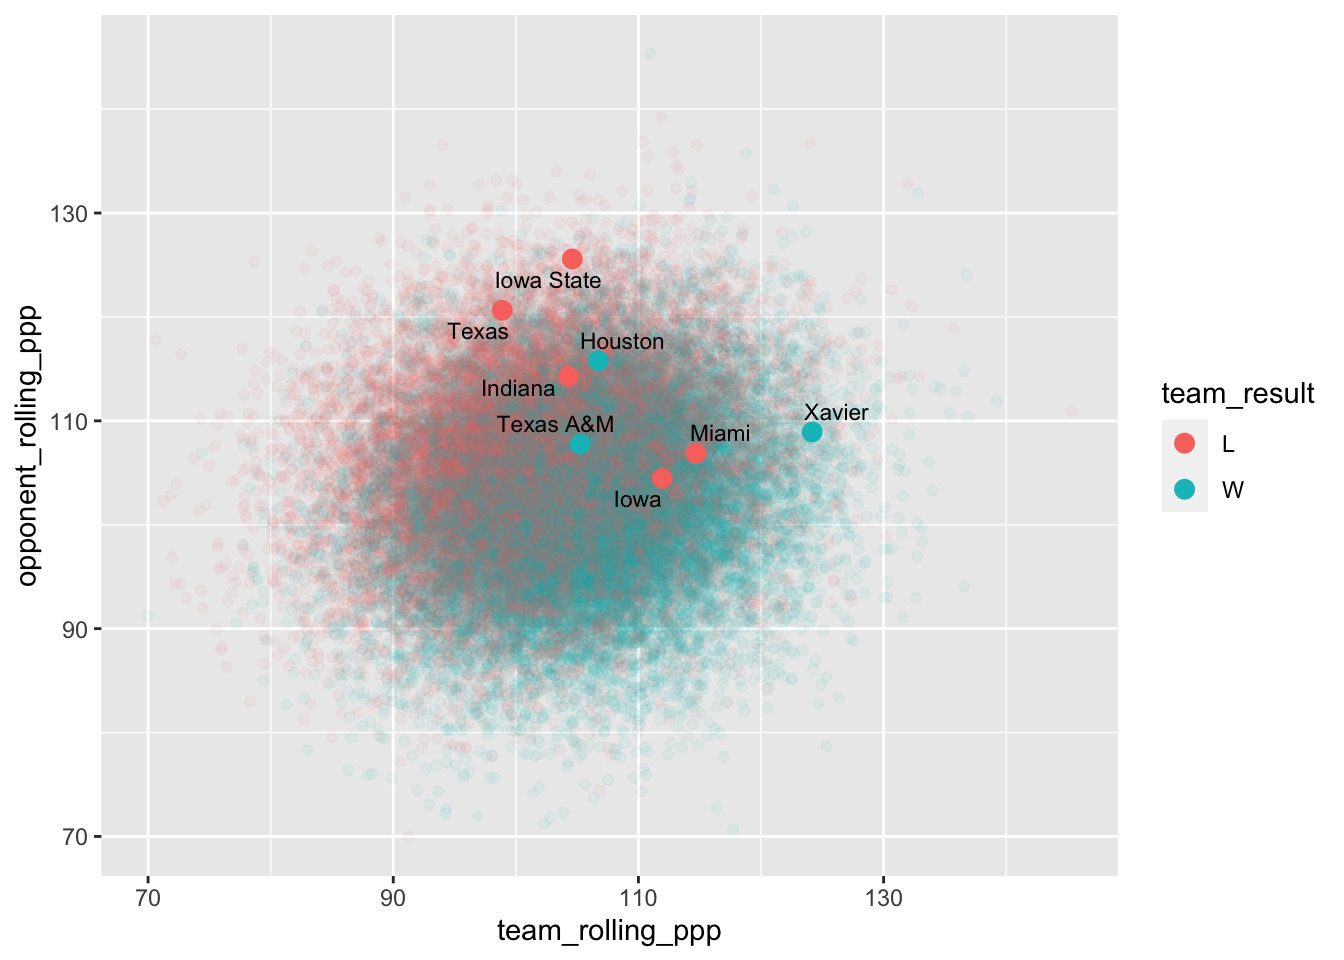 opponent_rolling_ppp
130
110
90
70
Iowa State
Texas
Houston
Indiana
Texas A&M
Xavier
Miami
Iowa
70
90
110
130
team_rolling_ppp
team_result
L
W